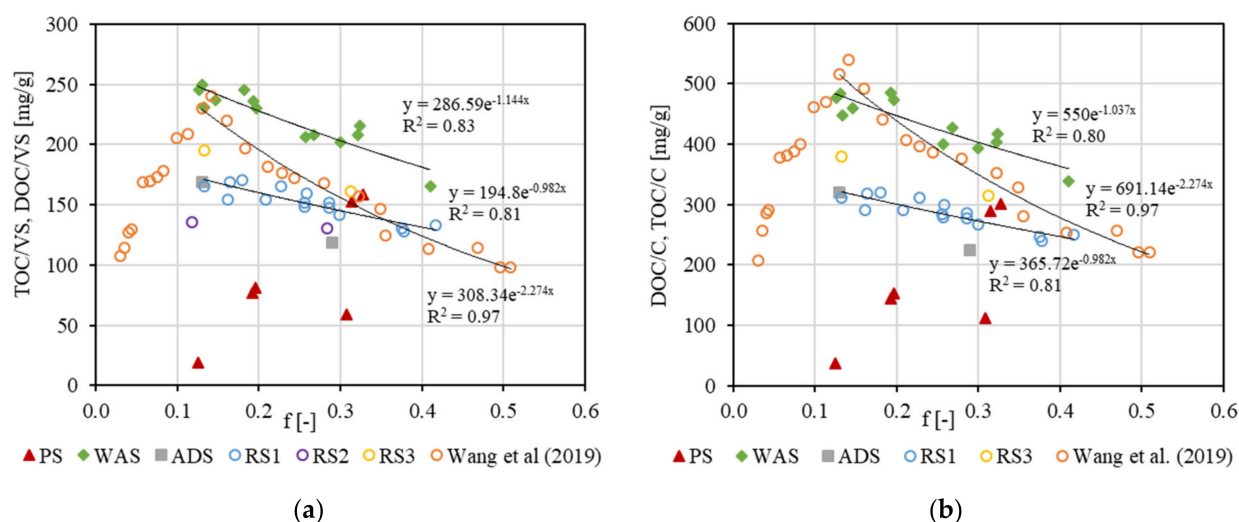 300
250
200
150
100
50
0
TOC/VS, DOC/VS [mg/g]
y = 286.59e^-1.144x
R² = 0.83
y = 194.8e^-0.982x
R² = 0.81
y = 308.34e^-2.274x
R² = 0.97
0.0 0.1 0.2 0.3 0.4 0.5 0.6
f [-]
PS WAS ADS RS1 RS2 RS3 Wang et al (2019)
(a)
600
500
400
300
200
100
0
DOC/C, TOC/C [mg/g]
y = 550e^-1.037x
R² = 0.80
y = 691.14e^-2.274x
R² = 0.97
y = 365.72e^-0.982x
R² = 0.81
0.0 0.1 0.2 0.3 0.4 0.5 0.6
f [-]
PS WAS ADS RS1 RS3 Wang et al. (2019)
(b)